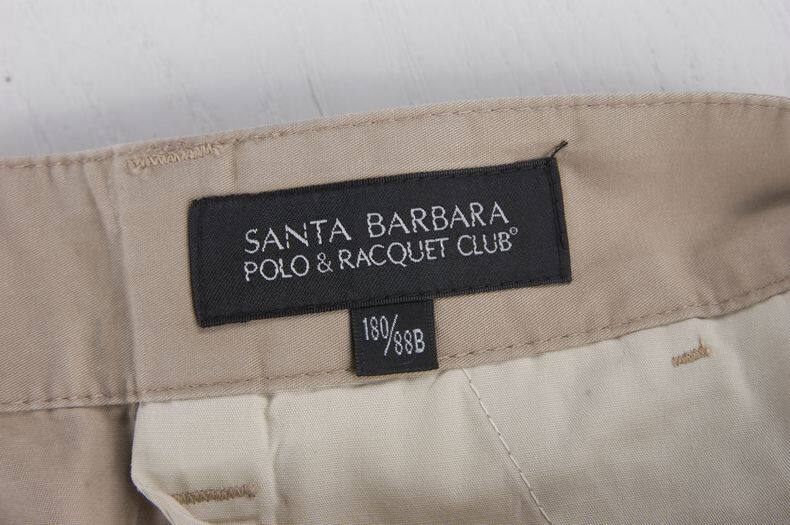 SANTA BARBARA
POLO & RACQUET CLUB®
180/88B